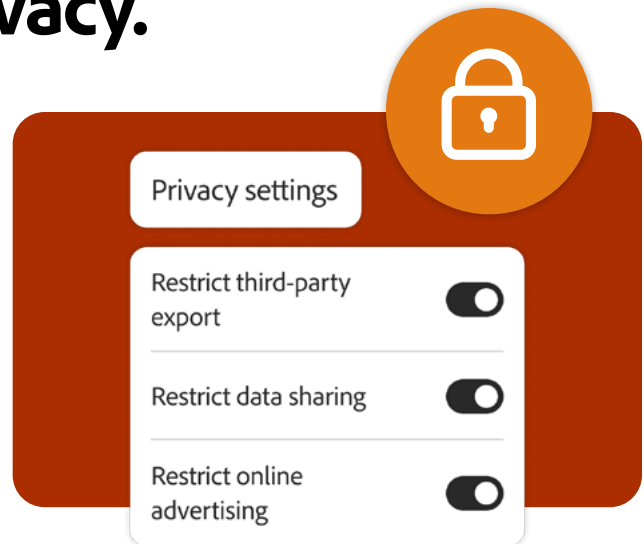 vacy.
Privacy settings
Restrict third-party
export
Restrict data sharing
Restrict online
advertising